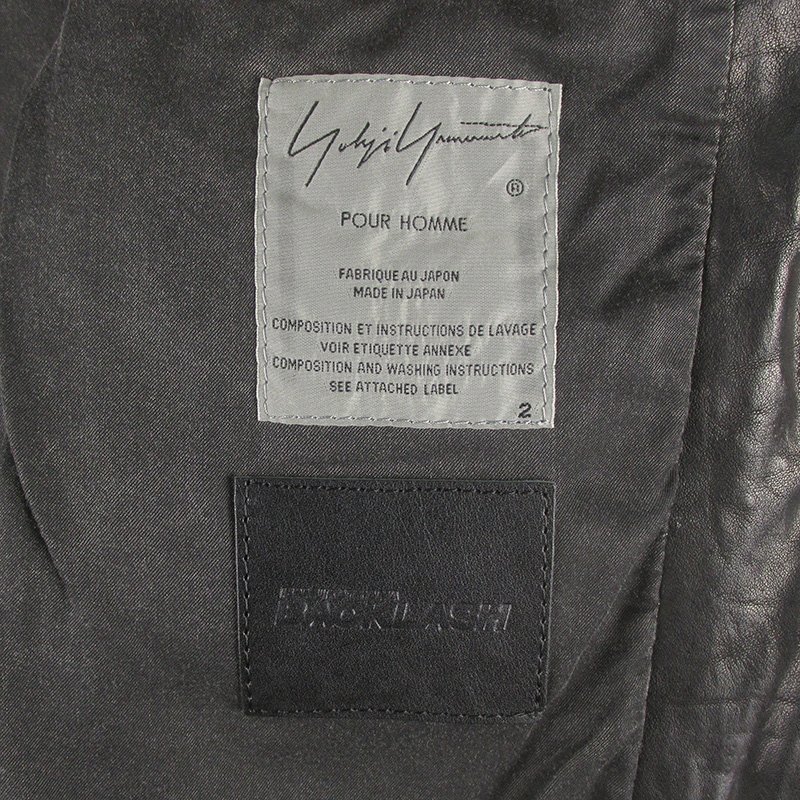 Yohji Yamamoto
®
POUR HOMME
FABRIQUE AU JAPON
MADE IN JAPAN
COMPOSITION ET INSTRUCTIONS DE LAVAGE
VOIR ETIQUETTE ANNEXE
COMPOSITION AND WASHING INSTRUCTIONS
SEE ATTACHED LABEL
2
BACKLASH